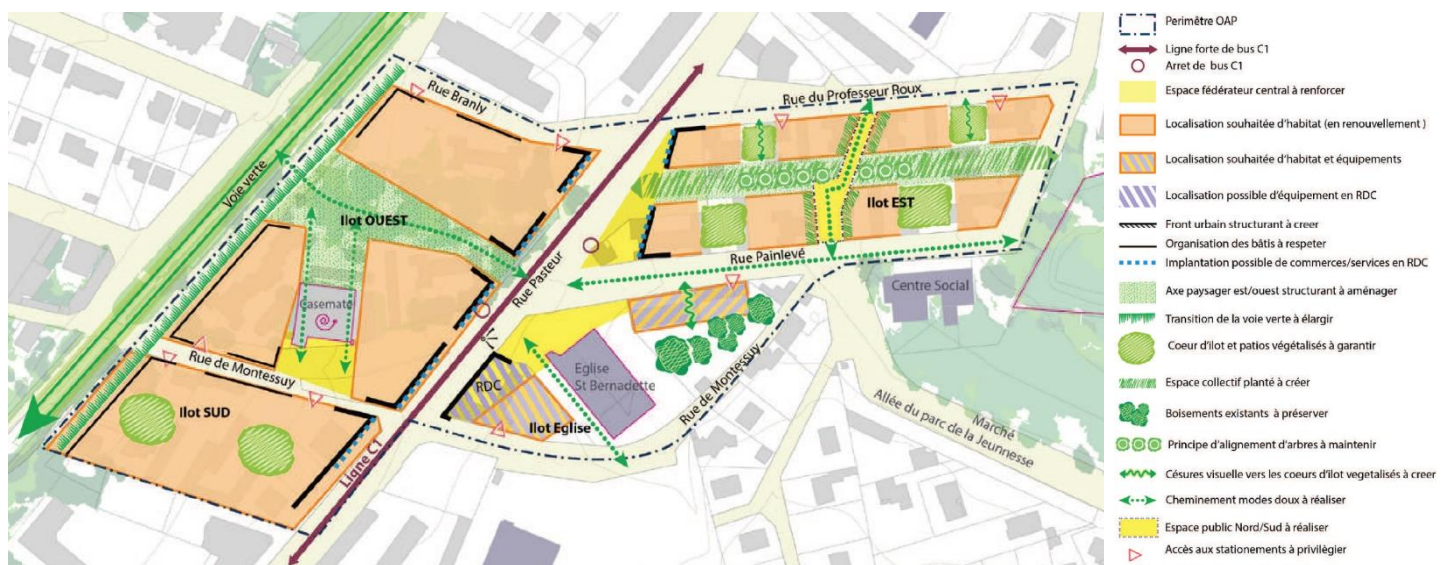 Rue Branly
Rue du Professeur Roux
Voie verte
Ilot OUEST
Ilot EST
Rue Pasteur
Rue Painlevé
Casemate
Centre Social
Rue de Montessuy
RDC
Eglise
St Bernadette
Ilot SUD
Ilot Eglise
Rue de Montessuy
Ligne C1
Allée du parc de la Jeunnesse
Marché
Perimêtre OAP
Ligne forte de bus C1
Arret de bus C1
Espace fédérateur central à renforcer
Localisation souhaitée d'habitat (en renouvellement )
Localisation souhaitée d'habitat et équipements
Localisation possible d'équipement en RDC
Front urbain structurant à creer
Organisation des bâtis à respeter
Implantation possible de commerces/services en RDC
Axe paysager est/ouest structurant à aménager
Transition de la voie verte à élargir
Coeur d'ilot et patios végétalisés à garantir
Espace collectif planté à créer
Boisements existants à préserver
Principe d'alignement d'arbres à maintenir
Césures visuelle vers les coeurs d'ilot vegetalisés à creer
Cheminement modes doux à réaliser
Espace public Nord/Sud à réaliser
Accès aux stationements à privilègier